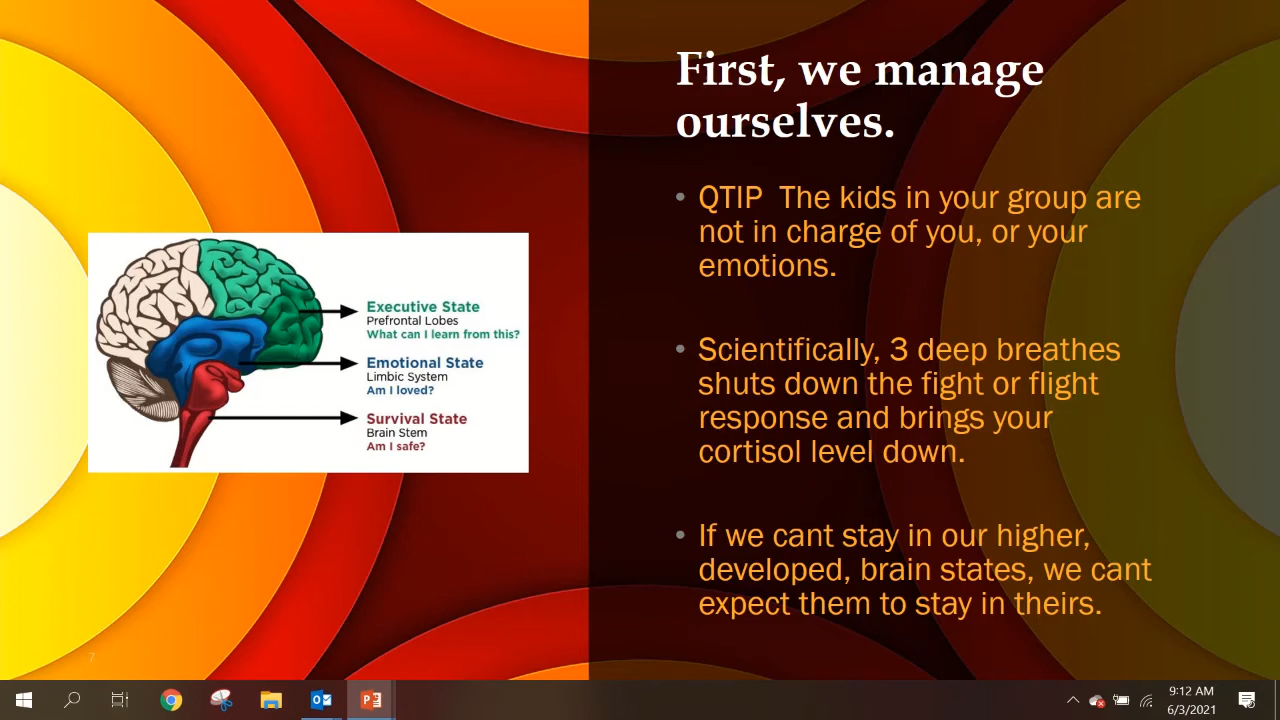 First, we manage
ourselves.
• QTIP  The kids in your group are
not in charge of you, or your
emotions.
• Scientifically, 3 deep breathes
shuts down the fight or flight
response and brings your
cortisol level down.
• If we cant stay in our higher,
developed, brain states, we cant
expect them to stay in theirs.
Executive State
Prefrontal Lobes
What can I learn from this?
Emotional State
Limbic System
Am I loved?
Survival State
Brain Stem
Am I safe?
7
9:12 AM
6/3/2021